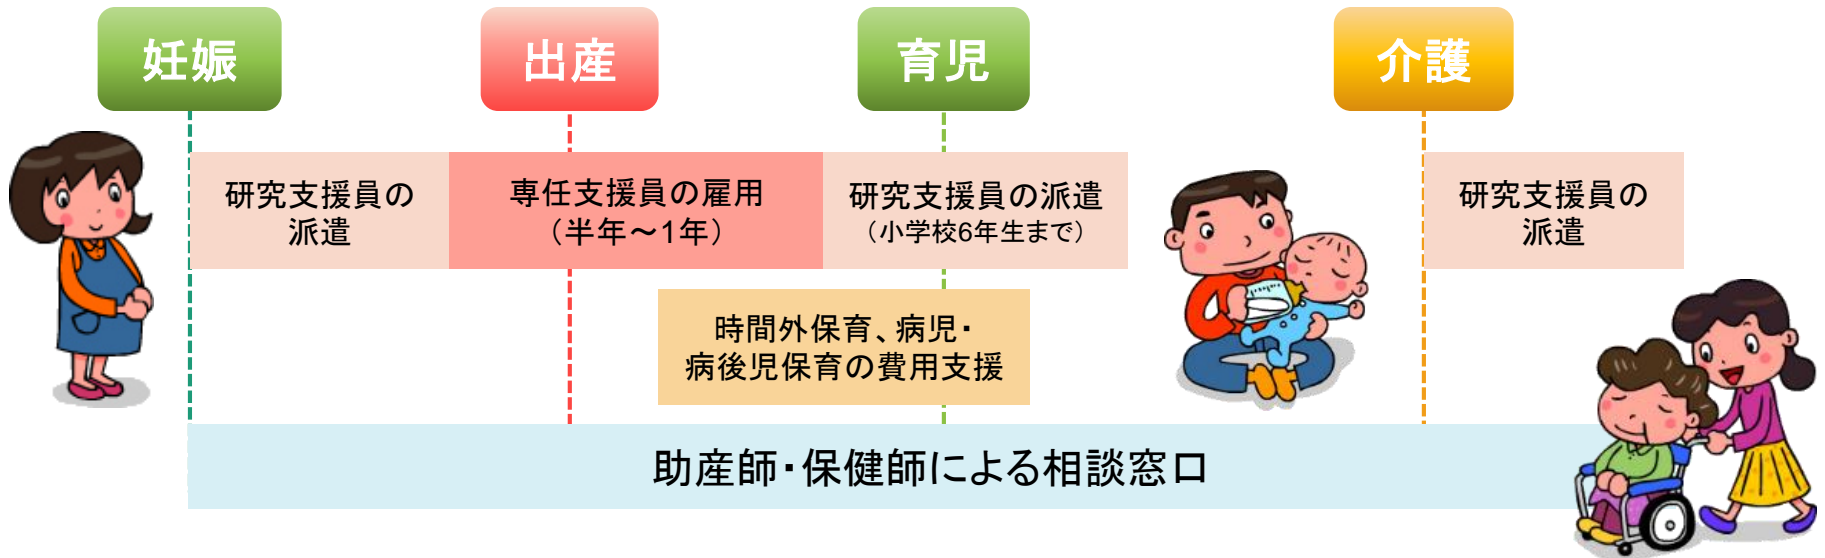 妊娠
出産
育児
介護
研究支援員の
派遣
専任支援員の雇用
（半年～1年）
研究支援員の派遣
（小学校6年生まで）
研究支援員の
派遣
時間外保育、病児・
病後児保育の費用支援
助産師・保健師による相談窓口